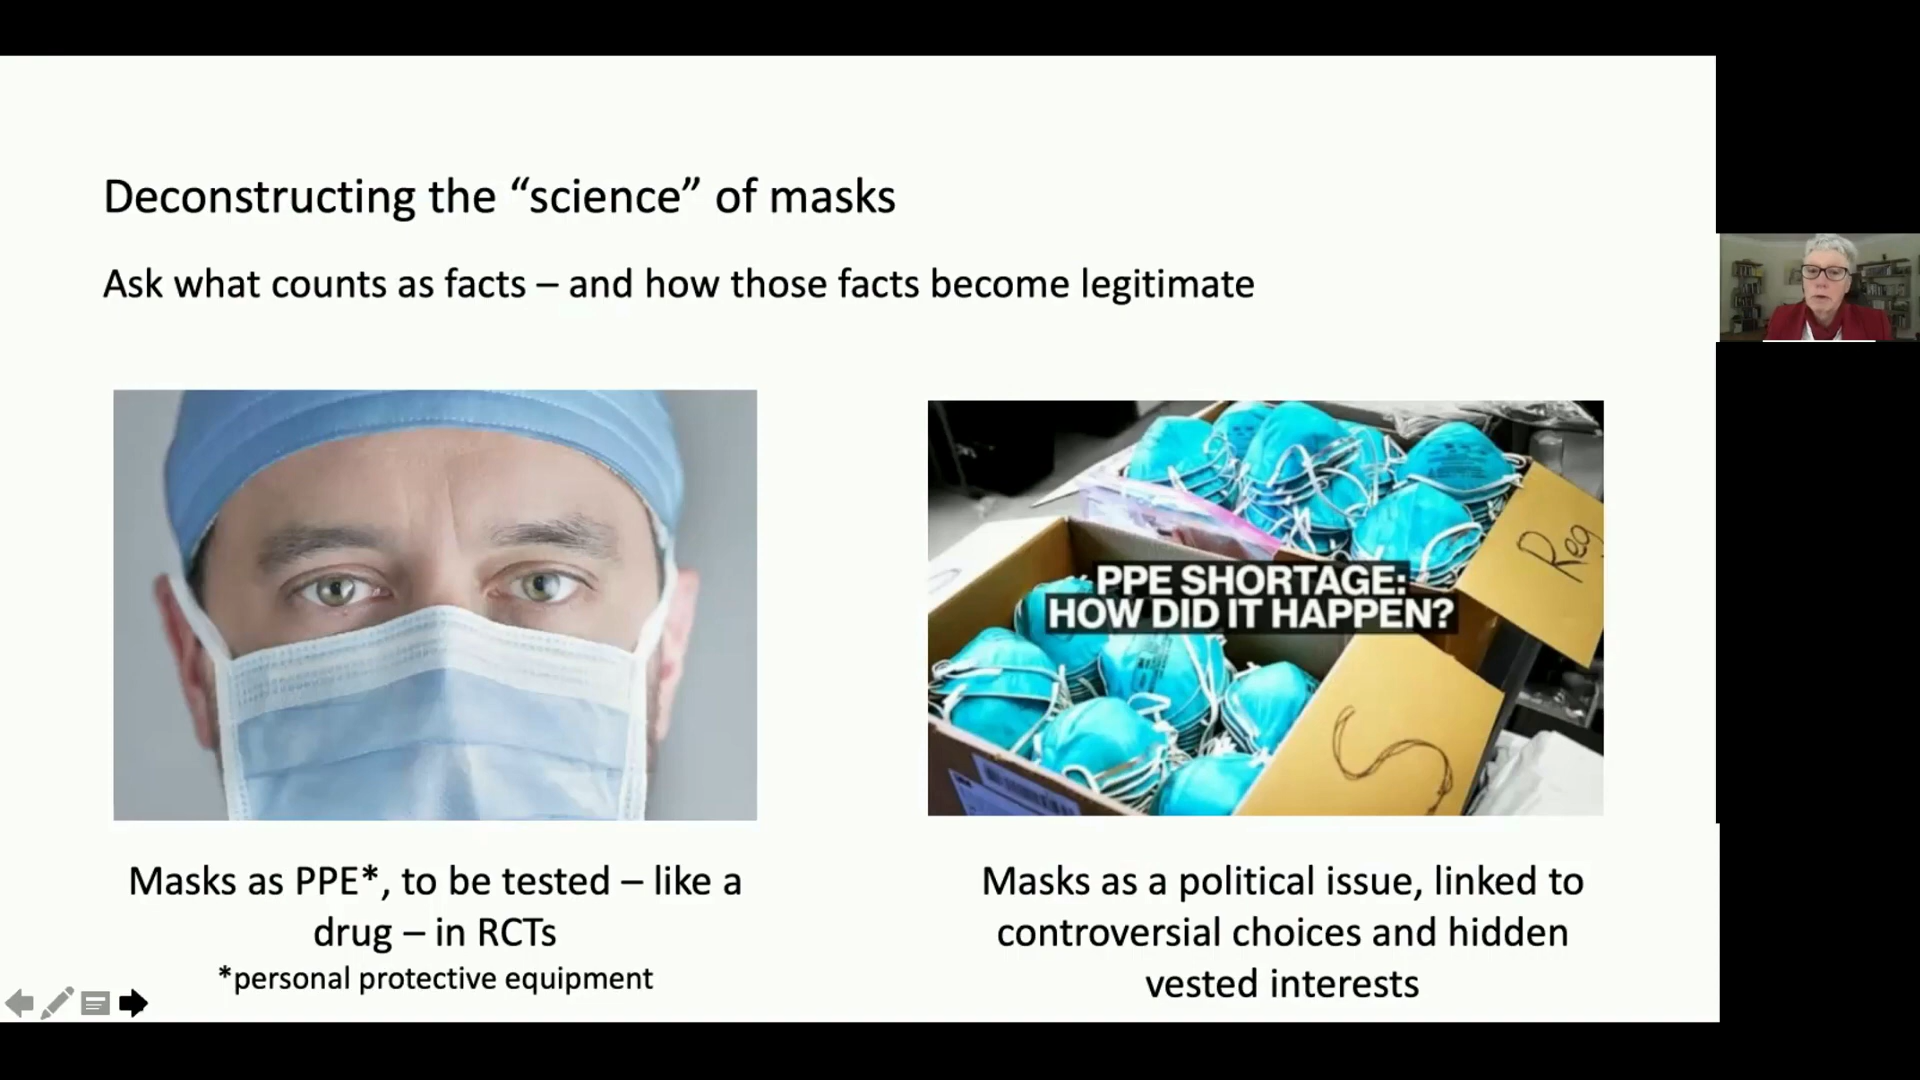 Deconstructing the “science” of masks
Ask what counts as facts – and how those facts become legitimate
PPE SHORTAGE:
HOW DID IT HAPPEN?
Reg
S
Masks as PPE*, to be tested – like a
drug – in RCTs
*personal protective equipment
Masks as a political issue, linked to
controversial choices and hidden
vested interests